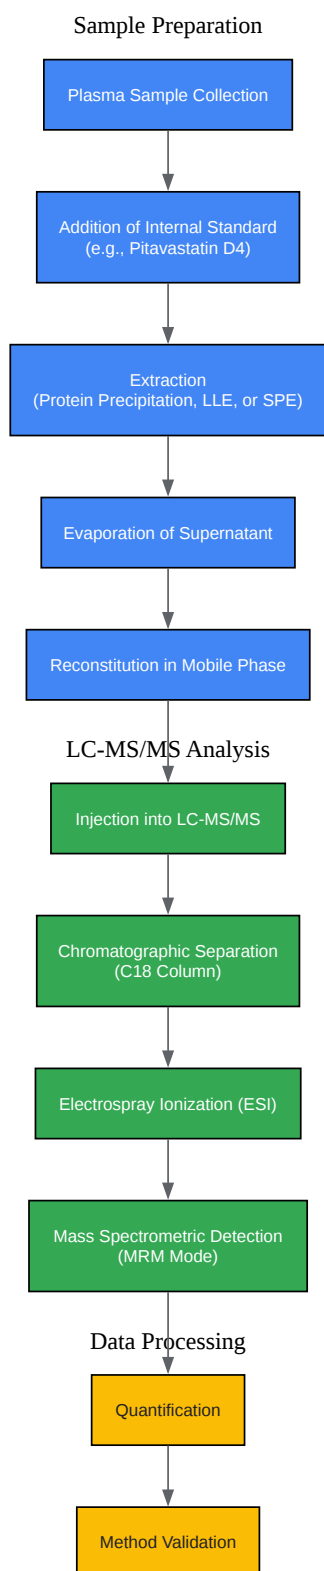 Sample Preparation
Plasma Sample Collection
Addition of Internal Standard
(e.g., Pitavastatin D4)
Extraction
(Protein Precipitation, LLE, or SPE)
Evaporation of Supernatant
Reconstitution in Mobile Phase
LC-MS/MS Analysis
Injection into LC-MS/MS
Chromatographic Separation
(C18 Column)
Electrospray Ionization (ESI)
Mass Spectrometric Detection
(MRM Mode)
Data Processing
Quantification
Method Validation